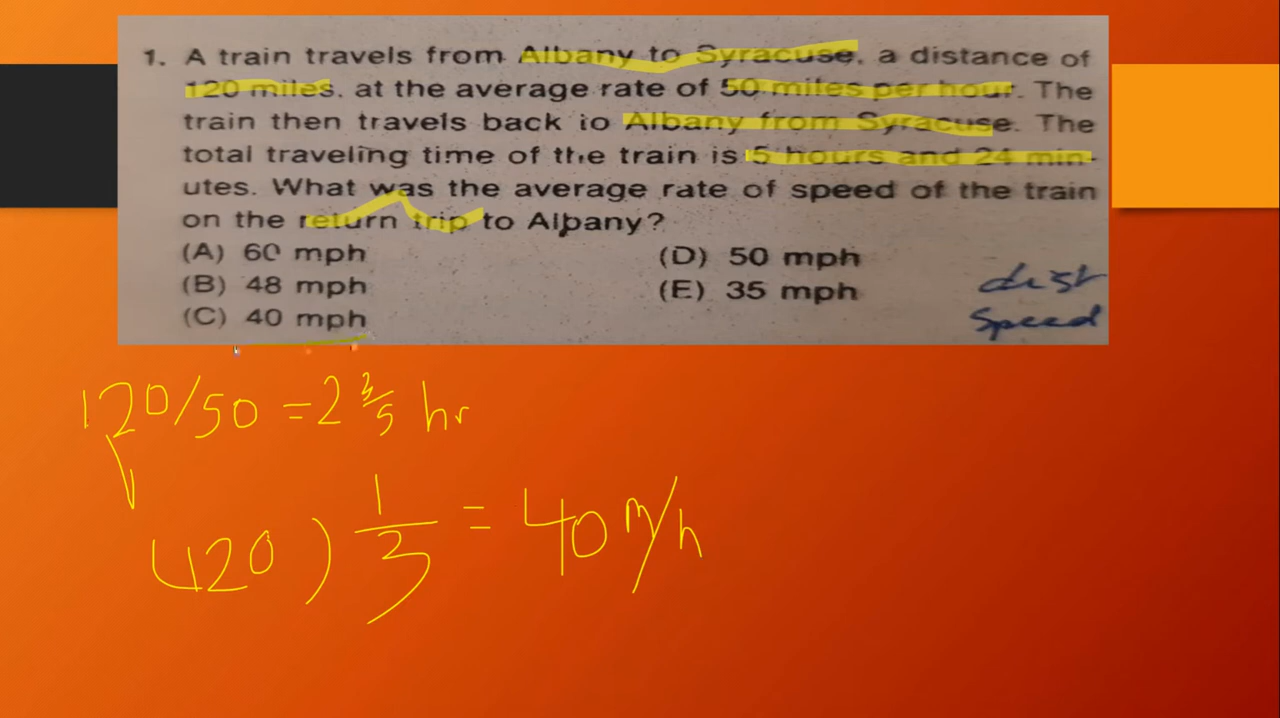 1. A train travels from Albany to Syracuse, a distance of
120 miles, at the average rate of 50 miles per hour. The
train then travels back to Albany from Syracuse. The
total traveling time of the train is 5 hours and 24 min-
utes. What was the average rate of speed of the train
on the return trip to Albany?
(A) 60 mph (D) 50 mph
(B) 48 mph (E) 35 mph
(C) 40 mph
dist
Speed
120/50 = 2 2/5 hr
(120) 1/3 = 40 m/h